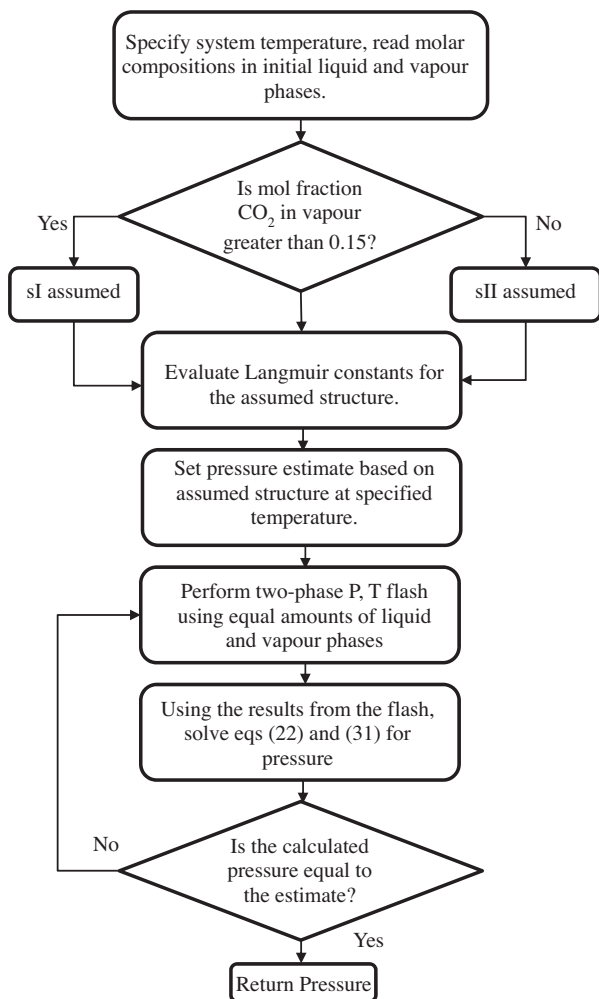 Specify system temperature, read molar
compositions in initial liquid and vapour
phases.
Is mol fraction
CO2 in vapour
greater than 0.15?
Yes
No
sI assumed
sII assumed
Evaluate Langmuir constants for
the assumed structure.
Set pressure estimate based on
assumed structure at specified
temperature.
Perform two-phase P, T flash
using equal amounts of liquid
and vapour phases
Using the results from the flash,
solve eqs (22) and (31) for
pressure
No
Is the calculated
pressure equal to
the estimate?
Yes
Return Pressure